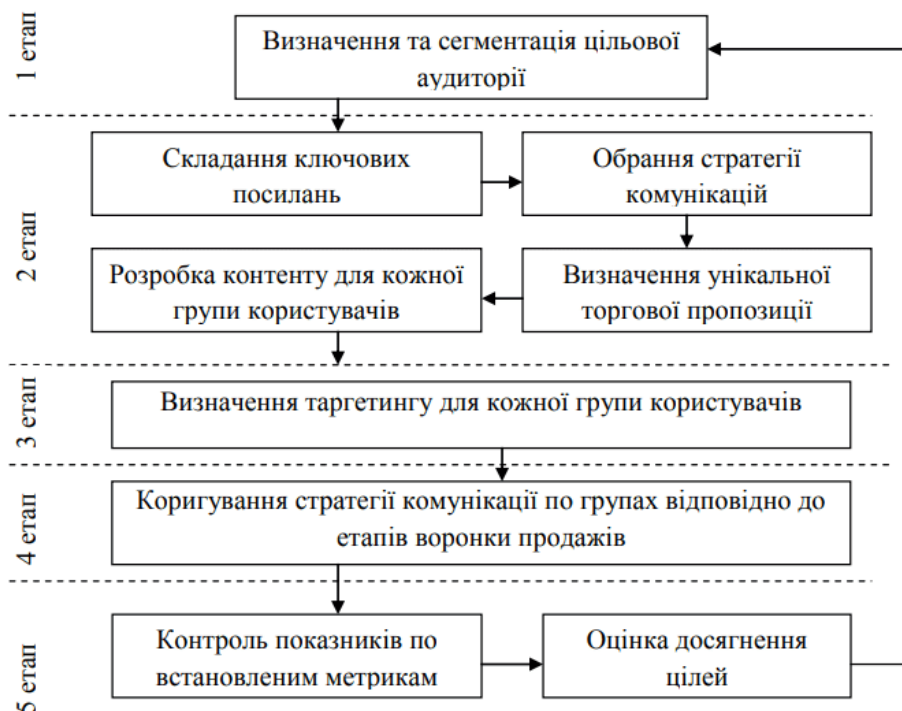 1 етап
Визначення та сегментація цільової
аудиторії
2 етап
Складання ключових
посилань
Обрання стратегії
комунікацій
Розробка контенту для кожної
групи користувачів
Визначення унікальної
торгової пропозиції
3 етап
Визначення таргетингу для кожної групи користувачів
4 етап
Коригування стратегії комунікації по групах відповідно до
етапів воронки продажів
5 етап
Контроль показників по
встановленим метрикам
Оцінка досягнення
цілей